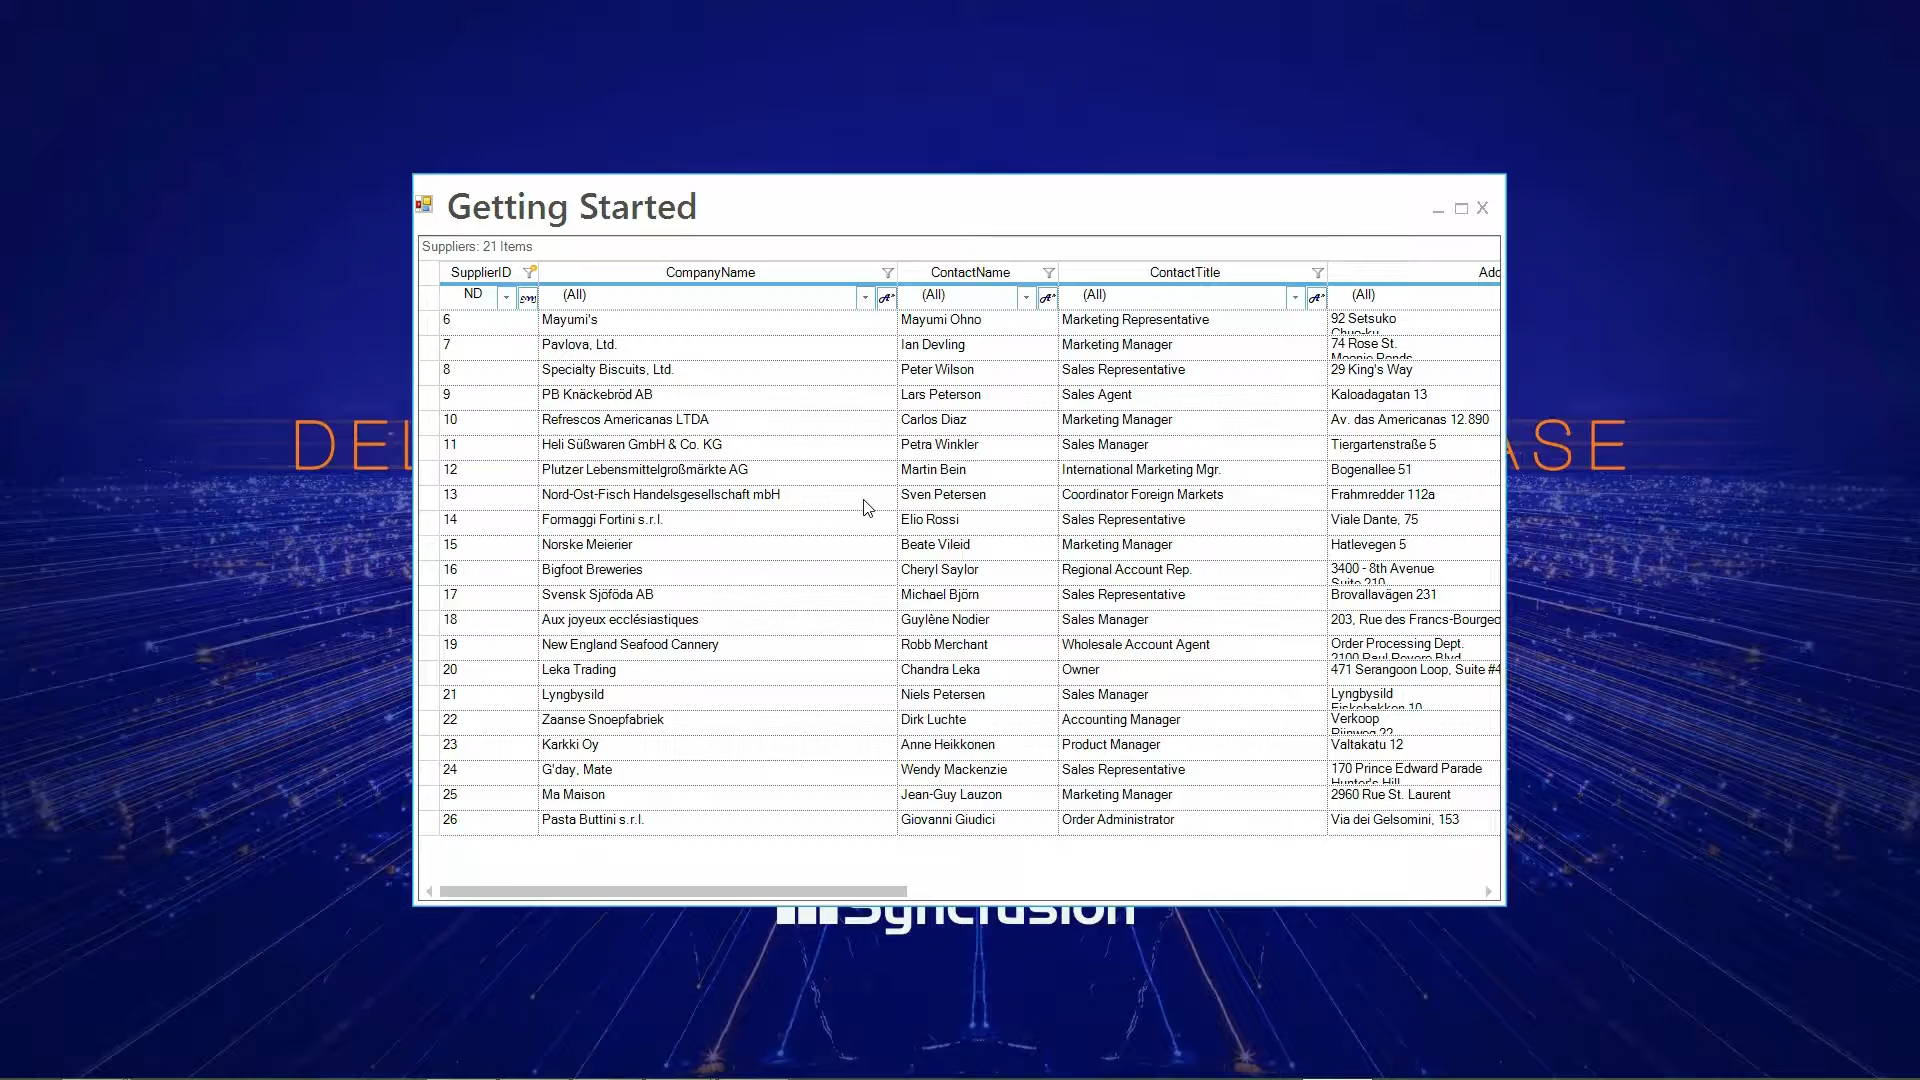 Getting Started
Suppliers: 21 Items
SupplierID CompanyName ContactName ContactTitle
ND (All) (All) (All) (All)
6 Mayumi's Mayumi Ohno Marketing Representative 92 Setsuko
7 Pavlova, Ltd. Ian Devling Marketing Manager 74 Rose St.
8 Specialty Biscuits, Ltd. Peter Wilson Sales Representative 29 King's Way
9 PB Knäckebröd AB Lars Peterson Sales Agent Kaloadagatan 13
10 Refrescos Americanas LTDA Carlos Diaz Marketing Manager Av. das Americanas 12.890
11 Heli Süßwaren GmbH & Co. KG Petra Winkler Sales Manager Tiergartenstraße 5
12 Plutzer Lebensmittelgroßmärkte AG Martin Bein International Marketing Mgr. Bogenallee 51
13 Nord-Ost-Fisch Handelsgesellschaft mbH Sven Petersen Coordinator Foreign Markets Frahmredder 112a
14 Formaggi Fortini s.r.l. Elio Rossi Sales Representative Viale Dante, 75
15 Norske Meierier Beate Vileid Marketing Manager Hatlevegen 5
16 Bigfoot Breweries Cheryl Saylor Regional Account Rep. 3400 - 8th Avenue
17 Svensk Sjöföda AB Michael Björn Sales Representative Brovallavägen 231
18 Aux joyeux ecclésiastiques Guylène Nodier Sales Manager 203, Rue des Francs-Bourgeo
19 New England Seafood Cannery Robb Merchant Wholesale Account Agent Order Processing Dept.
20 Leka Trading Chandra Leka Owner 471 Serangoon Loop, Suite #4
21 Lyngbysild Niels Petersen Sales Manager Lyngbysild
22 Zaanse Snoepfabriek Dirk Luchte Accounting Manager Verkoop
23 Karkki Oy Anne Heikkonen Product Manager Valtakatu 12
24 G'day, Mate Wendy Mackenzie Sales Representative 170 Prince Edward Parade
25 Ma Maison Jean-Guy Lauzon Marketing Manager 2960 Rue St. Laurent
26 Pasta Buttini s.r.l. Giovanni Giudici Order Administrator Via dei Gelsomini, 153
Syncfusion